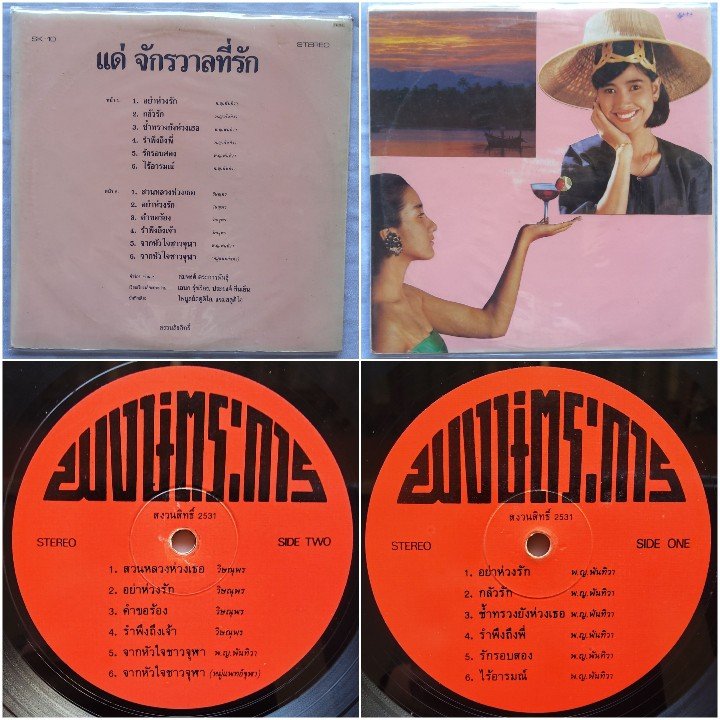 SK-10
STEREO
แด่ จักรวาลที่รัก
1. อย่าห่วงรัก
2. กลัวรัก
3. ช้ำทรวงยังห่วงเธอ
4. รำพึงถึงพี่
5. รักรอบสอง
6. ไร้อารมณ์
1. สวนหลวงห่วงเธอ
2. อย่าห่วงรัก
3. คำขอร้อง
4. รำพึงถึงเจ้า
5. จากหัวใจชาวจุฬา
6. จากหัวใจชาวจุฬา
สงวนลิขสิทธิ์
สงวนสิทธิ์ 2531
STEREO SIDE TWO
1. สวนหลวงห่วงเธอ วิษณุพร
2. อย่าห่วงรัก วิษณุพร
3. คำขอร้อง วิษณุพร
4. รำพึงถึงเจ้า วิษณุพร
5. จากหัวใจชาวจุฬา พ.ญ.พันทิวา
6. จากหัวใจชาวจุฬา (หมู่แพทย์จุฬา)
สงวนสิทธิ์ 2531
STEREO SIDE ONE
1. อย่าห่วงรัก พ.ญ.พันทิวา
2. กลัวรัก พ.ญ.พันทิวา
3. ช้ำทรวงยังห่วงเธอ พ.ญ.พันทิวา
4. รำพึงถึงพี่ พ.ญ.พันทิวา
5. รักรอบสอง พ.ญ.พันทิวา
6. ไร้อารมณ์ พ.ญ.พันทิวา